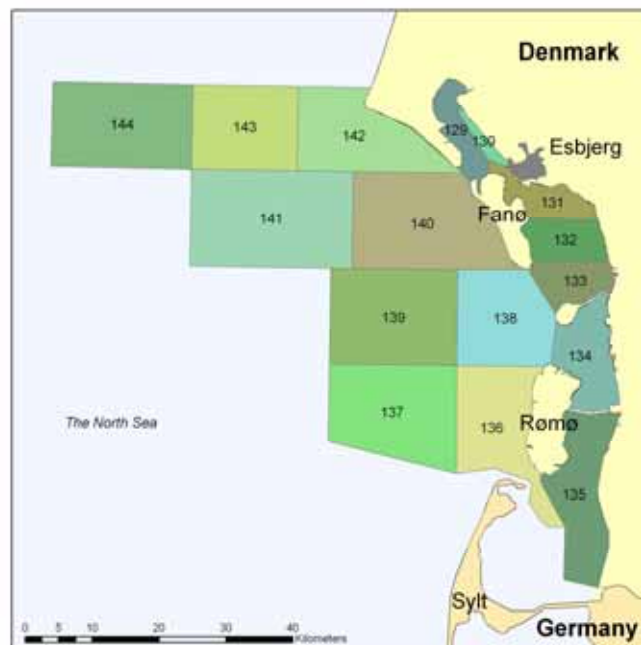 Denmark
144
143
142
129
130
Esbjerg
131
Fanø
141
140
132
133
139
138
134
137
136
Rømø
The North Sea
135
Sylt
Germany
0 5 10 20 30 40
Kilometers